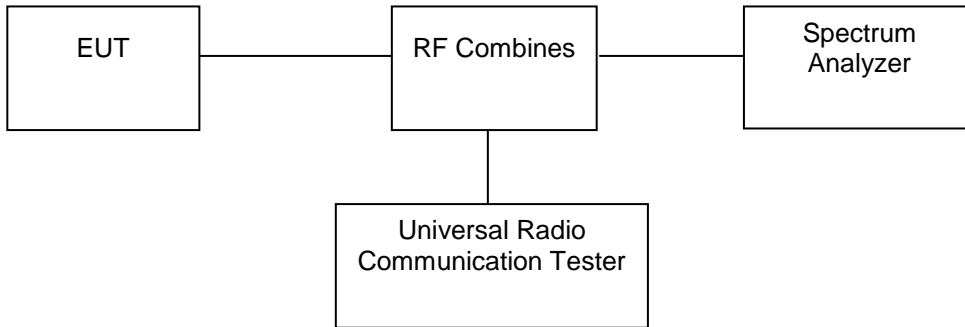 EUT
RF Combines
Spectrum
Analyzer
Universal Radio
Communication Tester